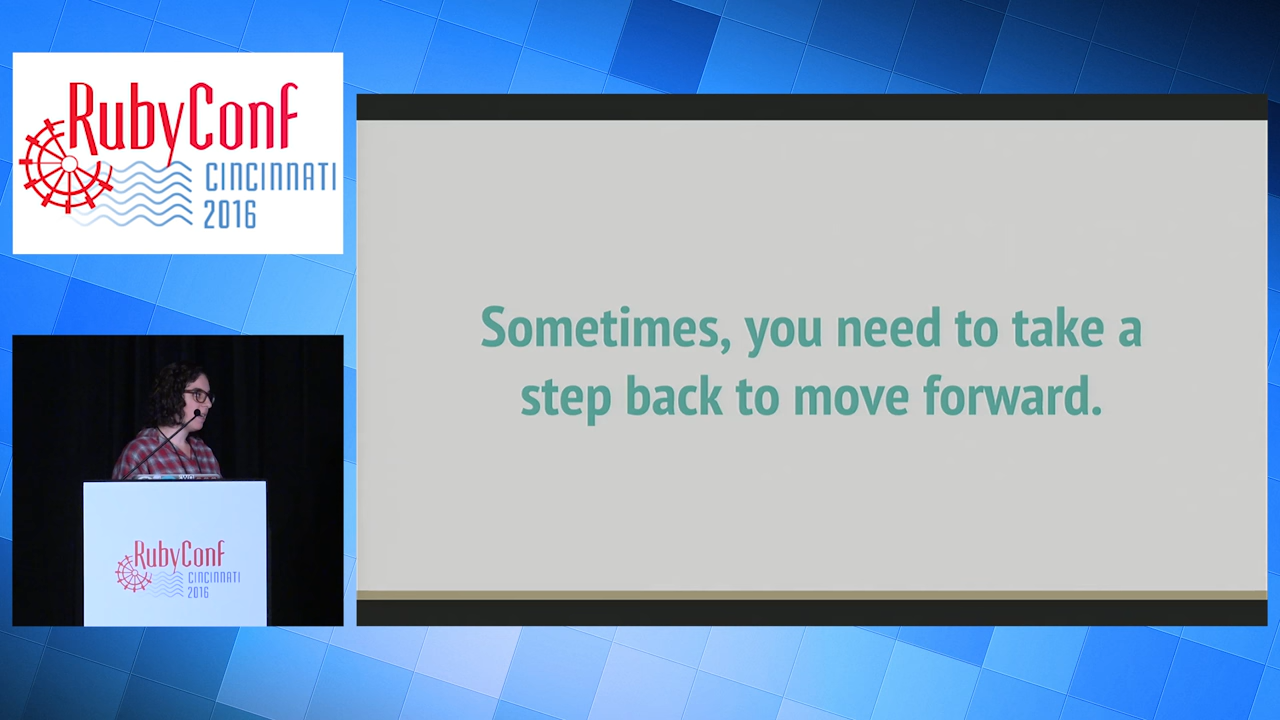 RubyConf
CINCINNATI
2016
Sometimes, you need to take a
step back to move forward.
RubyConf
CINCINNATI
2016